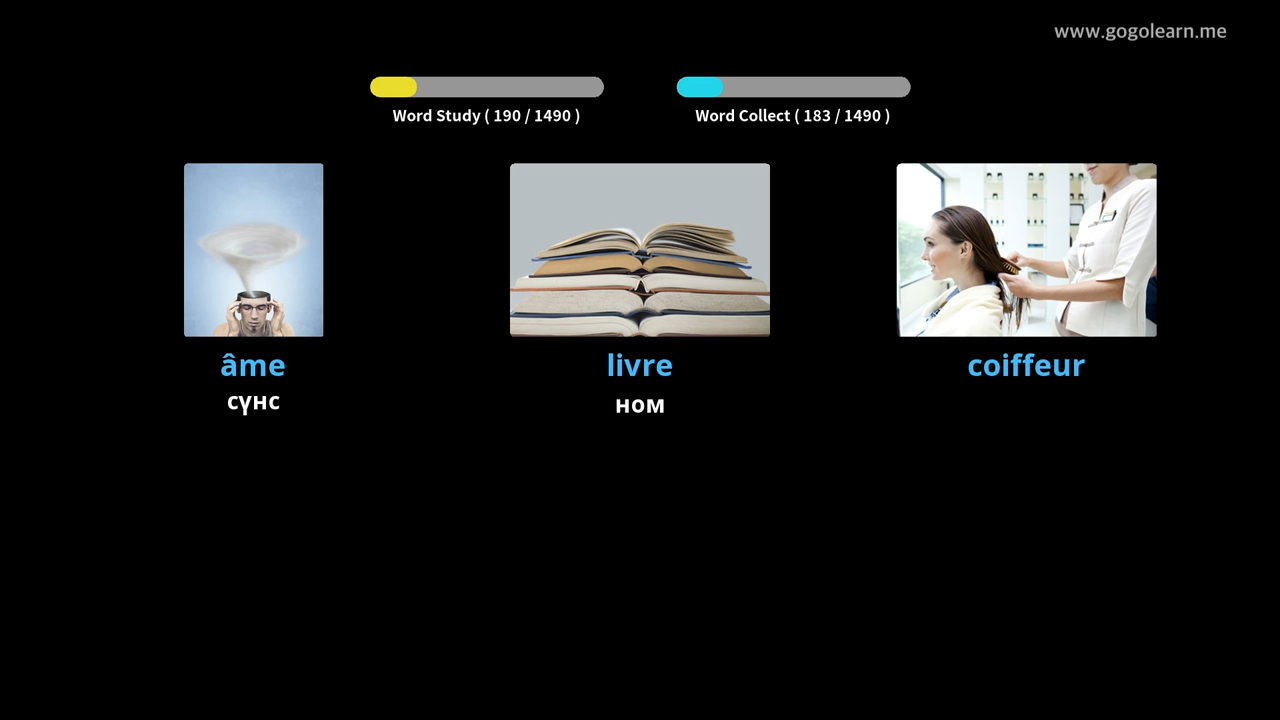 www.gogolearn.me
Word Study ( 190 / 1490 )
Word Collect ( 183 / 1490 )
âme
livre
coiffeur
сүнс
ном